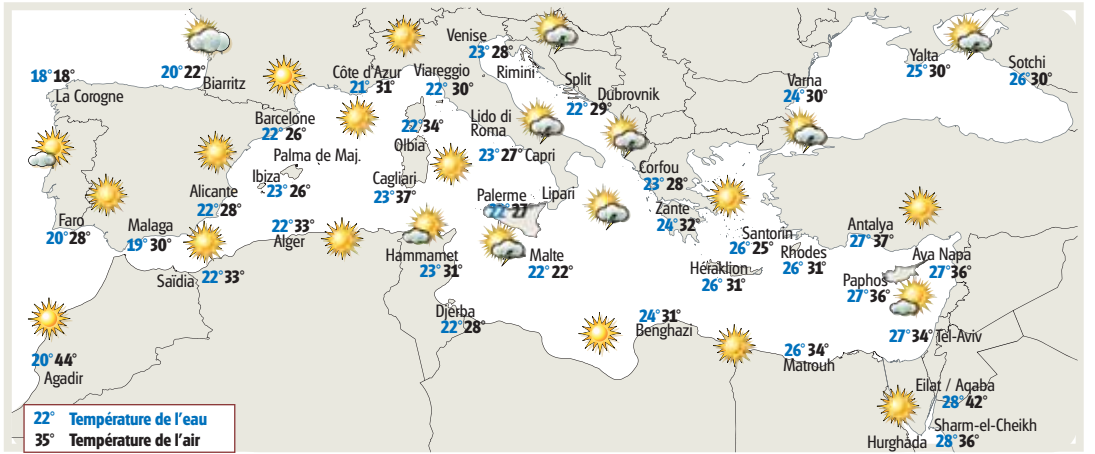 Venise
23° 28°
Rimini
Yalta
25° 30°
Sotchi
26° 30°
18° 18°
La Corogne
20° 22°
Biarritz
Côte d'Azur
21° 31°
Viareggio
22° 30°
Split
Dubrovnik
22° 29°
Varna
24° 30°
Barcelone
22° 26°
22° 34°
Olbia
Lido di
Roma
23° 27° Capri
Palma de Maj.
Ibiza
23° 26°
Cagliari
23° 37°
Corfou
23° 28°
Alicante
22° 28°
Palerme
22° 27°
Lipari
Zante
24° 32°
Faro
20° 28°
Malaga
19° 30°
22° 33°
Alger
Santorin
26° 25°
Antalya
27° 37°
Saïdia
22° 33°
Hammamet
23° 31°
Malte
22° 22°
Héraklion
26° 31°
Rhodes
26° 31°
Aya Napa
27° 36°
Paphos
27° 36°
Djerba
22° 28°
24° 31°
Benghazi
27° 34° Tel-Aviv
20° 44°
Agadir
26° 34°
Matrouh
Eilat / Aqaba
28° 42°
Sharm-el-Cheikh
Hurghada 28° 36°
22° Température de l'eau
35° Température de l'air